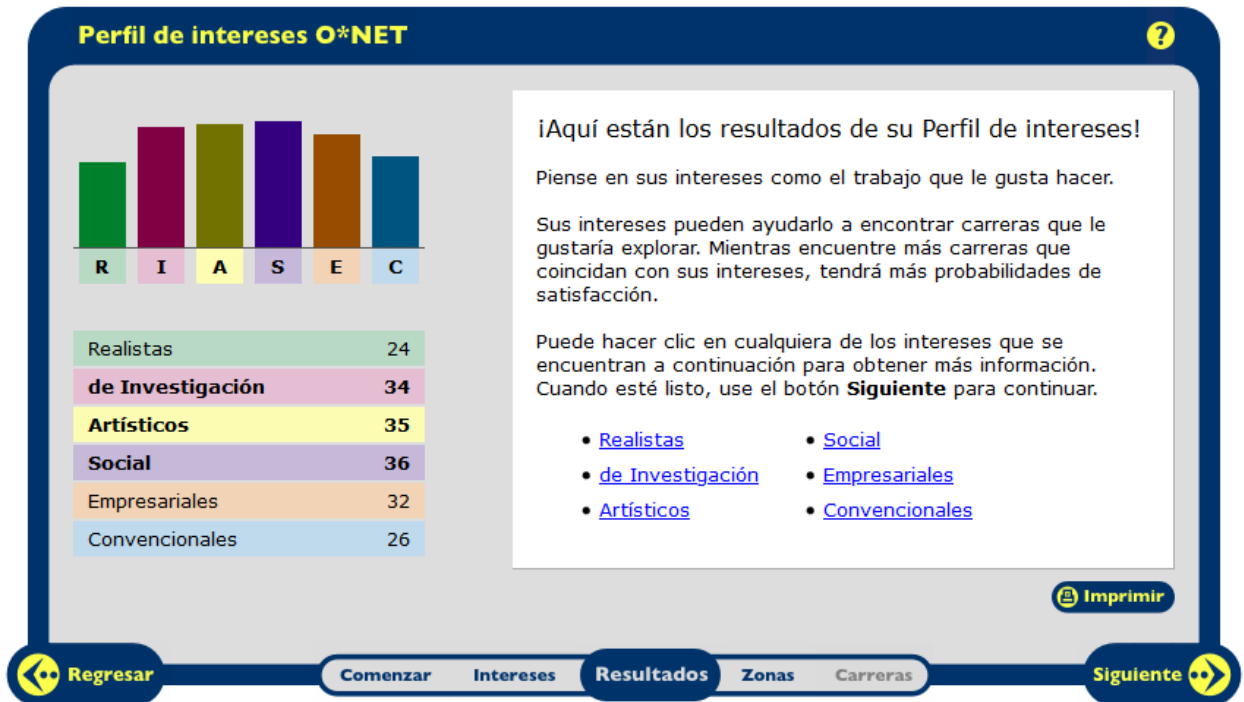 Perfil de intereses O*NET
?
R I A S E C
Realistas 24
de Investigación 34
Artísticos 35
Social 36
Empresariales 32
Convencionales 26
¡Aquí están los resultados de su Perfil de intereses!
Piense en sus intereses como el trabajo que le gusta hacer.
Sus intereses pueden ayudarlo a encontrar carreras que le
gustaría explorar. Mientras encuentre más carreras que
coincidan con sus intereses, tendrá más probabilidades de
satisfacción.
Puede hacer clic en cualquiera de los intereses que se
encuentran a continuación para obtener más información.
Cuando esté listo, use el botón Siguiente para continuar.
• Realistas • Social
• de Investigación • Empresariales
• Artísticos • Convencionales
Imprimir
Regresar Comenzar Intereses Resultados Zonas Carreras Siguiente